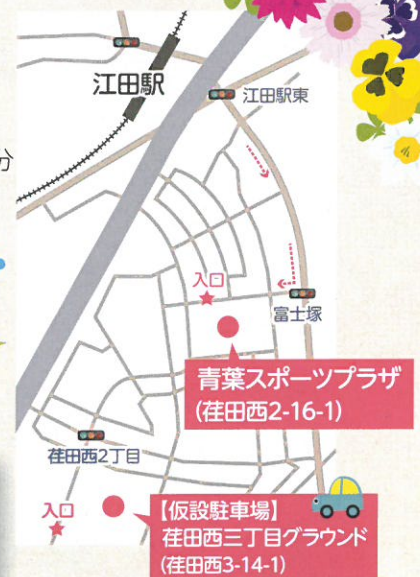 江田駅
江田駅東
分
入口
富士塚
青葉スポーツプラザ
(荏田西2-16-1)
荏田西2丁目
入口
【仮設駐車場】
荏田西三丁目グラウンド
(荏田西3-14-1)